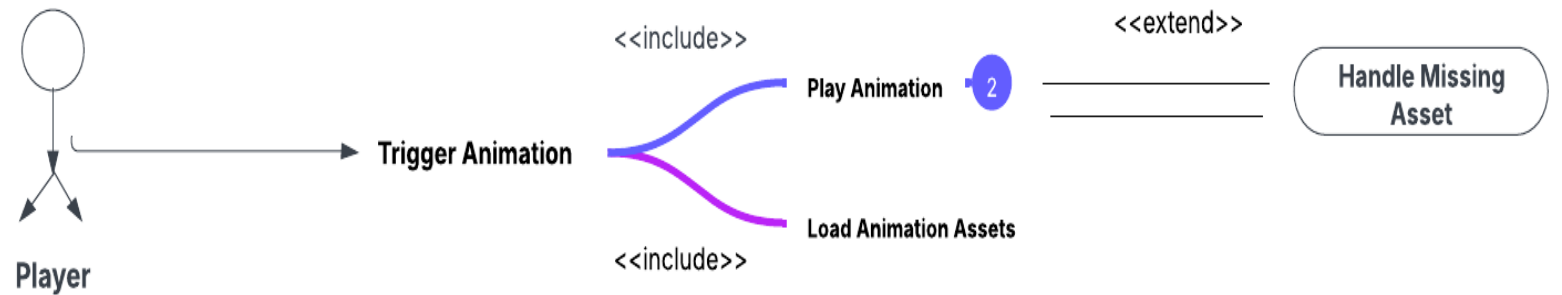 <<extend>>
<<include>>
Play Animation
2
Handle Missing
Asset
Trigger Animation
Load Animation Assets
<<include>>
Player